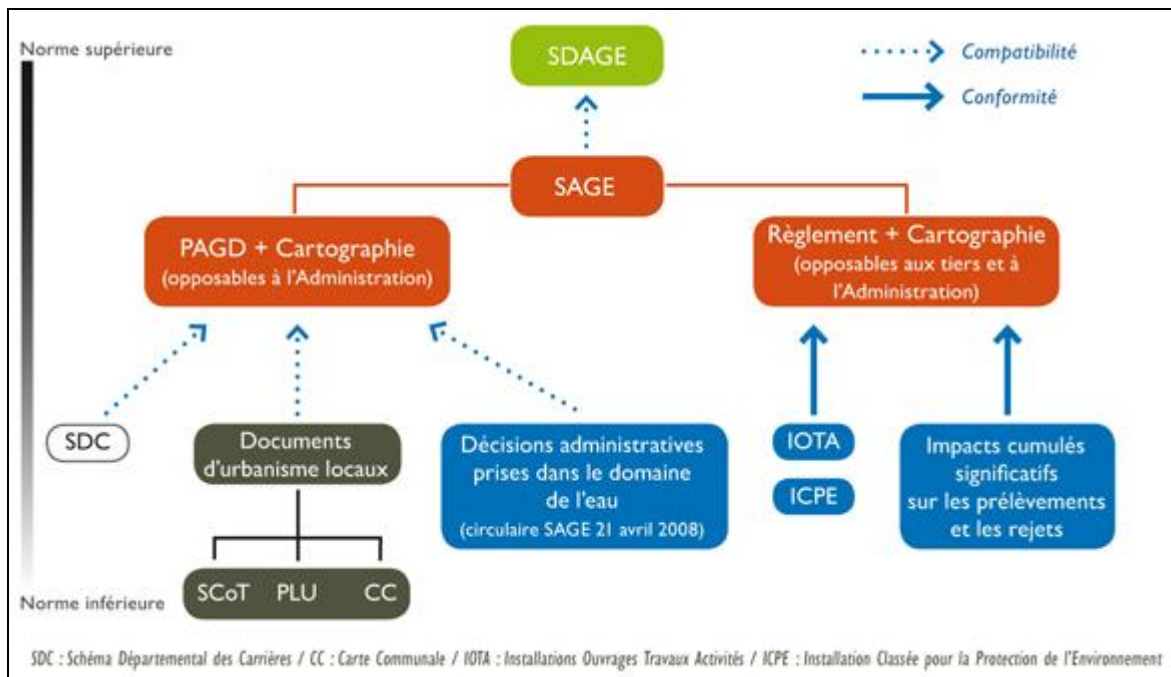 Norme supérieure
SDAGE
Compatibilité
Conformité
SAGE
PAGD + Cartographie
(opposables à l'Administration)
Règlement + Cartographie
(opposables aux tiers et à
l'Administration)
SDC
Documents
d'urbanisme locaux
Décisions administratives
prises dans le domaine
de l'eau
(circulaire SAGE 21 avril 2008)
IOTA
ICPE
Impacts cumulés
significatifs
sur les prélèvements
et les rejets
SCoT PLU CC
Norme inférieure
SDC : Schéma Départemental des Carrières / CC : Carte Communale / IOTA : Installations Ouvrages Travaux Activités / ICPE : Installation Classée pour la Protection de l'Environnement